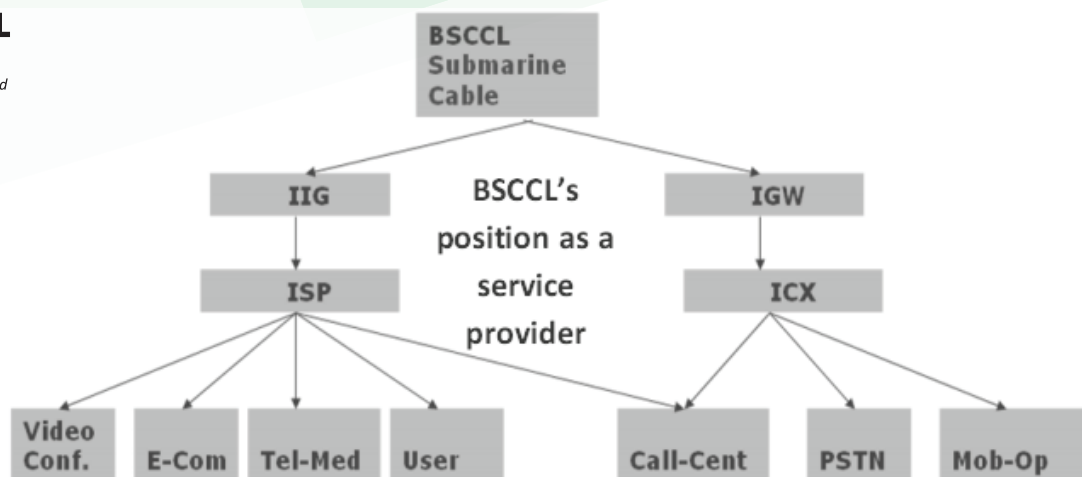 L
d
BSCCL
Submarine
Cable
IIG
BSCCL's
IGW
position as a
service
ISP
ICX
provider
Video
Conf.
E-Com
Tel-Med
User
Call-Cent
PSTN
Mob-Op